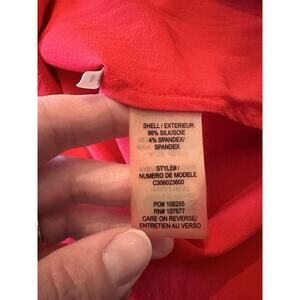 SHELL / EXTERIEUR:
96% SILK/SOIE
4% SPANDEX/
SPANDEX
STYLE#/
NUMERO DE MODELE
C306023600
PO# 108255
RN# 107677
CARE ON REVERSE/
ENTRETIEN AU VERSO